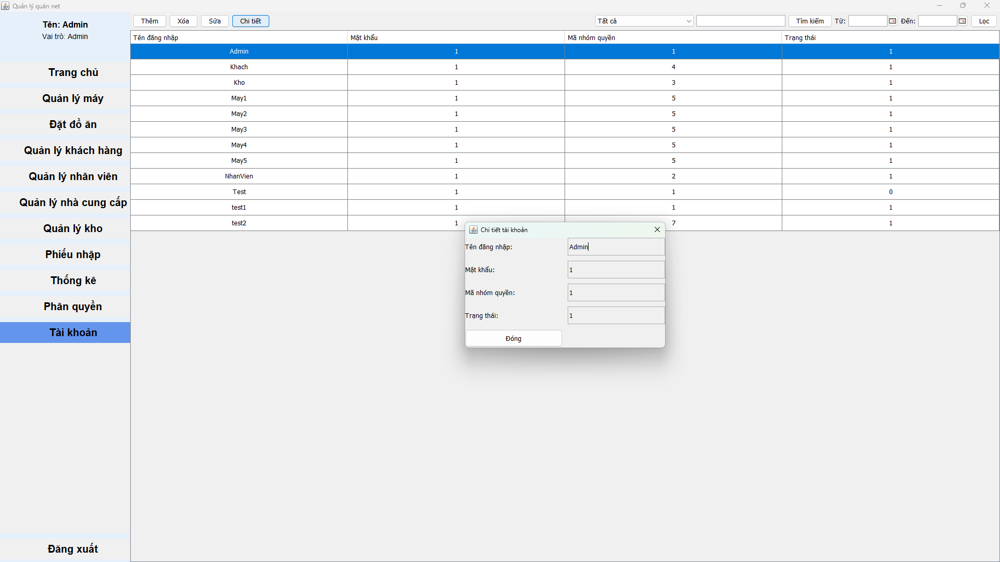 Quản lý quán net
Tên: Admin
Vai trò: Admin
Trang chủ
Quản lý máy
Đặt đồ ăn
Quản lý khách hàng
Quản lý nhân viên
Quản lý nhà cung cấp
Quản lý kho
Phiếu nhập
Thống kê
Phân quyền
Tài khoản
Đăng xuất
Thêm Xóa Sửa Chi tiết Tất cả Tìm kiếm Từ: Đến: Lọc
Tên đăng nhập Mật khẩu Mã nhóm quyền Trạng thái
Admin 1 1 1
Khach 1 4 1
Kho 1 3 1
May1 1 5 1
May2 1 5 1
May3 1 5 1
May4 1 5 1
May5 1 5 1
NhanVien 1 2 1
Test 1 1 0
test1 1 1 1
test2 1 7 1
Chi tiết tài khoản
Tên đăng nhập: Admin
Mật khẩu: 1
Mã nhóm quyền: 1
Trạng thái: 1
Đóng